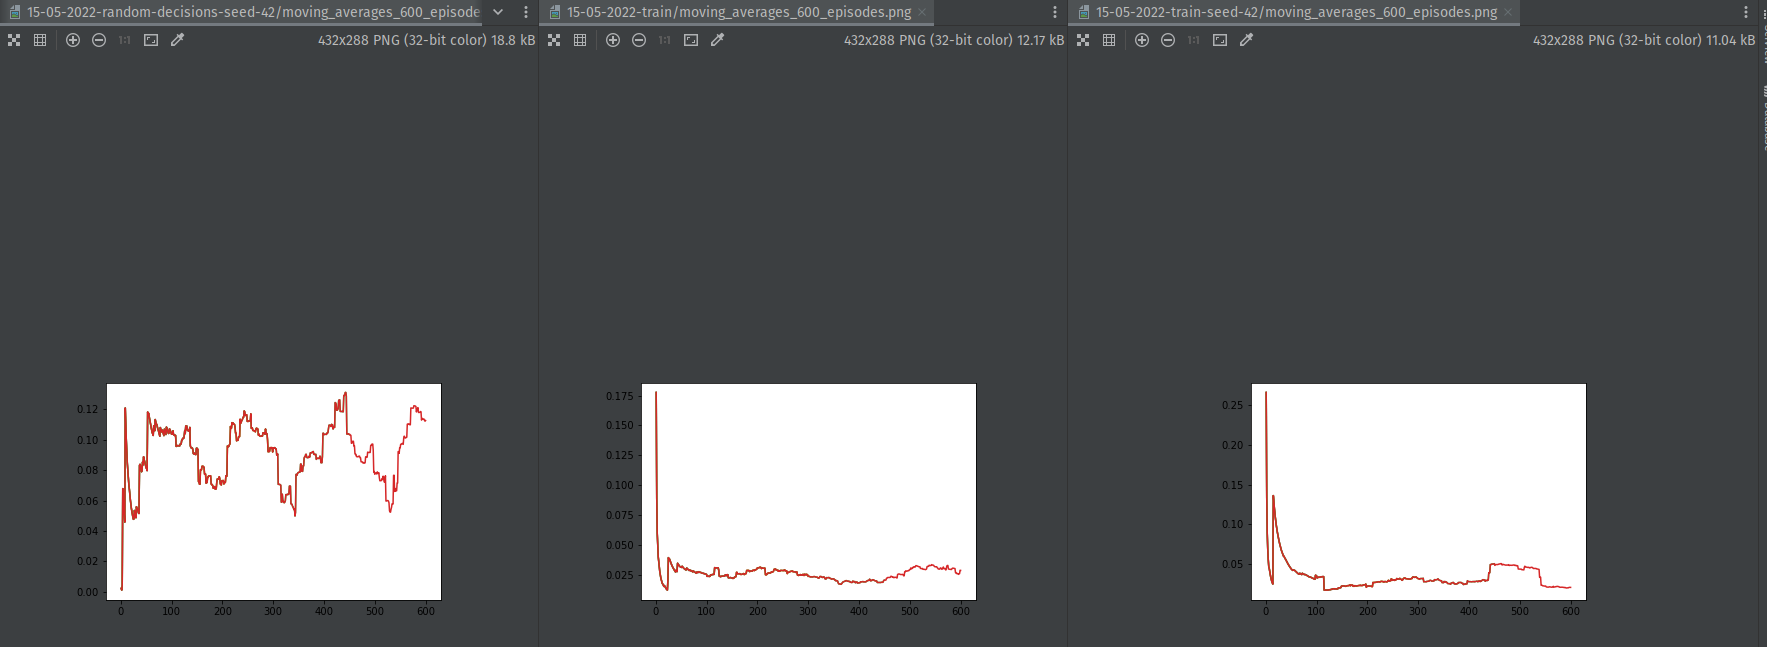 15-05-2022-random-decisions-seed-42/moving_averages_600_episode
15-05-2022-train/moving_averages_600_episodes.png
15-05-2022-train-seed-42/moving_averages_600_episodes.png
1:1
432x288 PNG (32-bit color) 18.8 kB
1:1
432x288 PNG (32-bit color) 12.17 kB
1:1
432x288 PNG (32-bit color) 11.04 kB
0.12
0.10
0.08
0.06
0.04
0.02
0.00
0 100 200 300 400 500 600
0.175
0.150
0.125
0.100
0.075
0.050
0.025
0 100 200 300 400 500 600
0.25
0.20
0.15
0.10
0.05
0 100 200 300 400 500 600